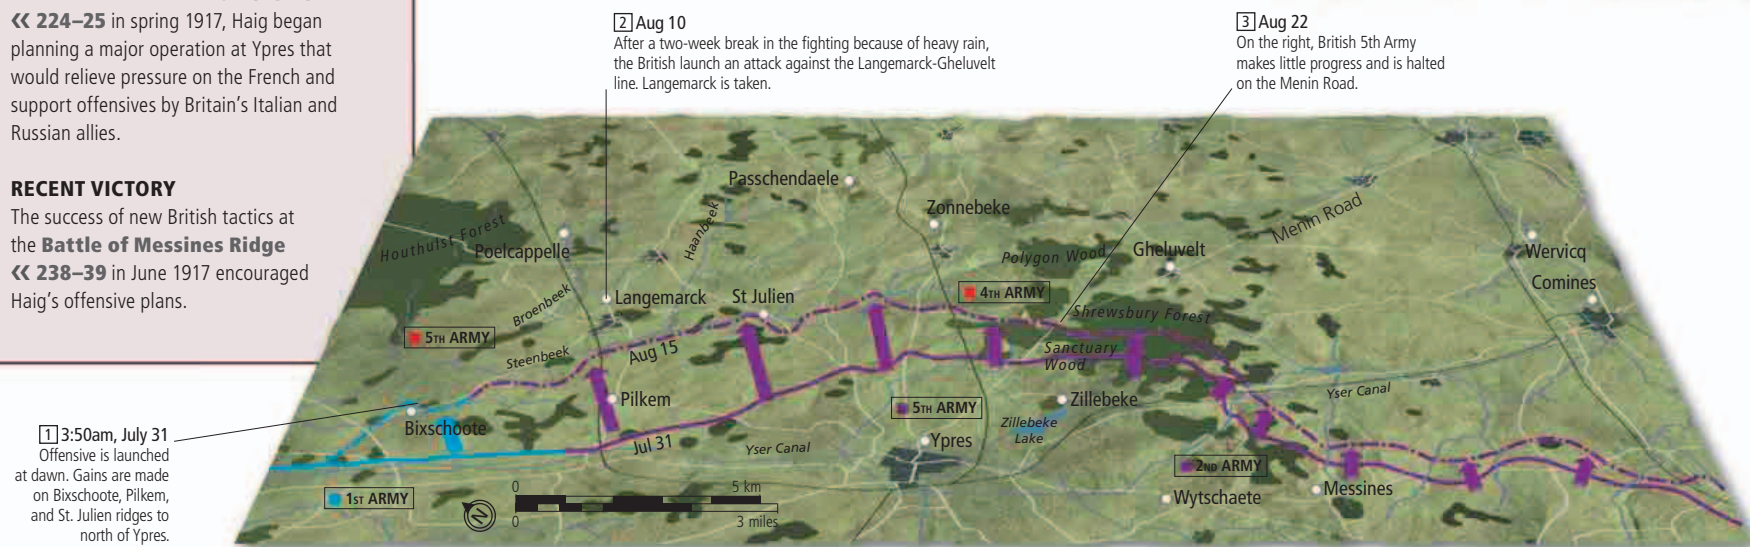 « 224–25 in spring 1917, Haig began
planning a major operation at Ypres that
would relieve pressure on the French and
support offensives by Britain's Italian and
Russian allies.
RECENT VICTORY
The success of new British tactics at
the Battle of Messines Ridge
« 238–39 in June 1917 encouraged
Haig's offensive plans.
2 Aug 10
After a two-week break in the fighting because of heavy rain,
the British launch an attack against the Langemarck-Gheluvelt
line. Langemarck is taken.
3 Aug 22
On the right, British 5th Army
makes little progress and is halted
on the Menin Road.
1 3:50am, July 31
Offensive is launched
at dawn. Gains are made
on Bixschoote, Pilkem,
and St. Julien ridges to
north of Ypres.
Passchendaele
Zonnebeke
Menin Road
Houthulst Forest
Poelcappelle
Haanbeek
Polygon Wood
Gheluvelt
Wervicq
Comines
Broenbeek
Langemarck
St Julien
4TH ARMY
Shrewsbury Forest
5TH ARMY
Steenbeek
Aug 15
Sanctuary
Wood
Pilkem
5TH ARMY
Zillebeke
Yser Canal
Bixschoote
Jul 31
Yser Canal
Ypres
Zillebeke
Lake
2ND ARMY
1ST ARMY
Wytschaete
Messines
N
0 5 km
0 3 miles